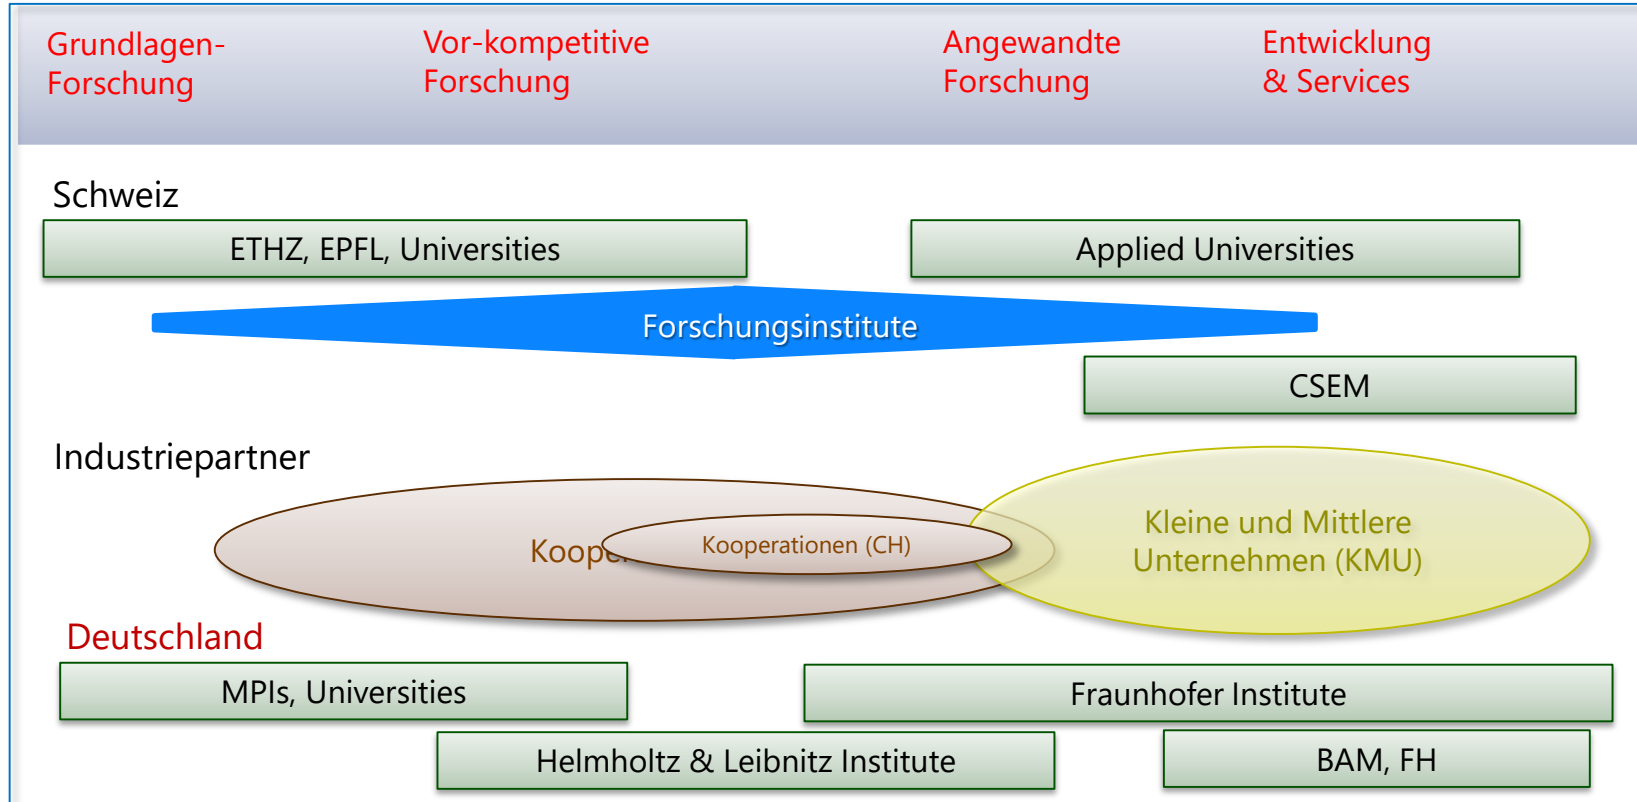 Grundlagen-
Forschung
Vor-kompetitive
Forschung
Angewandte
Forschung
Entwicklung
& Services
Schweiz
ETHZ, EPFL, Universities
Applied Universities
Forschungsinstitute
CSEM
Industriepartner
Kooperationen (CH)
Kleine und Mittlere
Unternehmen (KMU)
Deutschland
MPIs, Universities
Fraunhofer Institute
Helmholtz & Leibnitz Institute
BAM, FH